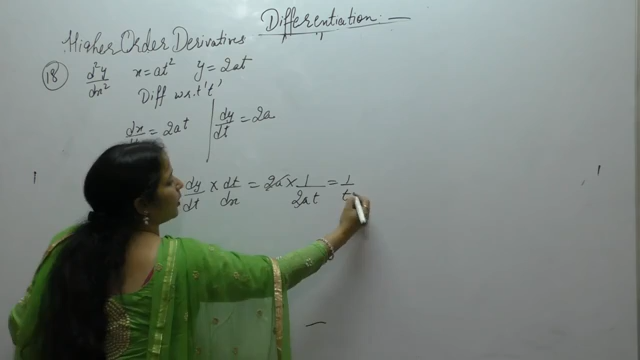 Differentiation
Higher Order Derivatives
18 d²y/dx² x=at² y=2at
Diff w.r.t 't'
dx = 2at | dy/dt = 2a
dy/dt × dt/dx = 2a × 1/2at = 1/t